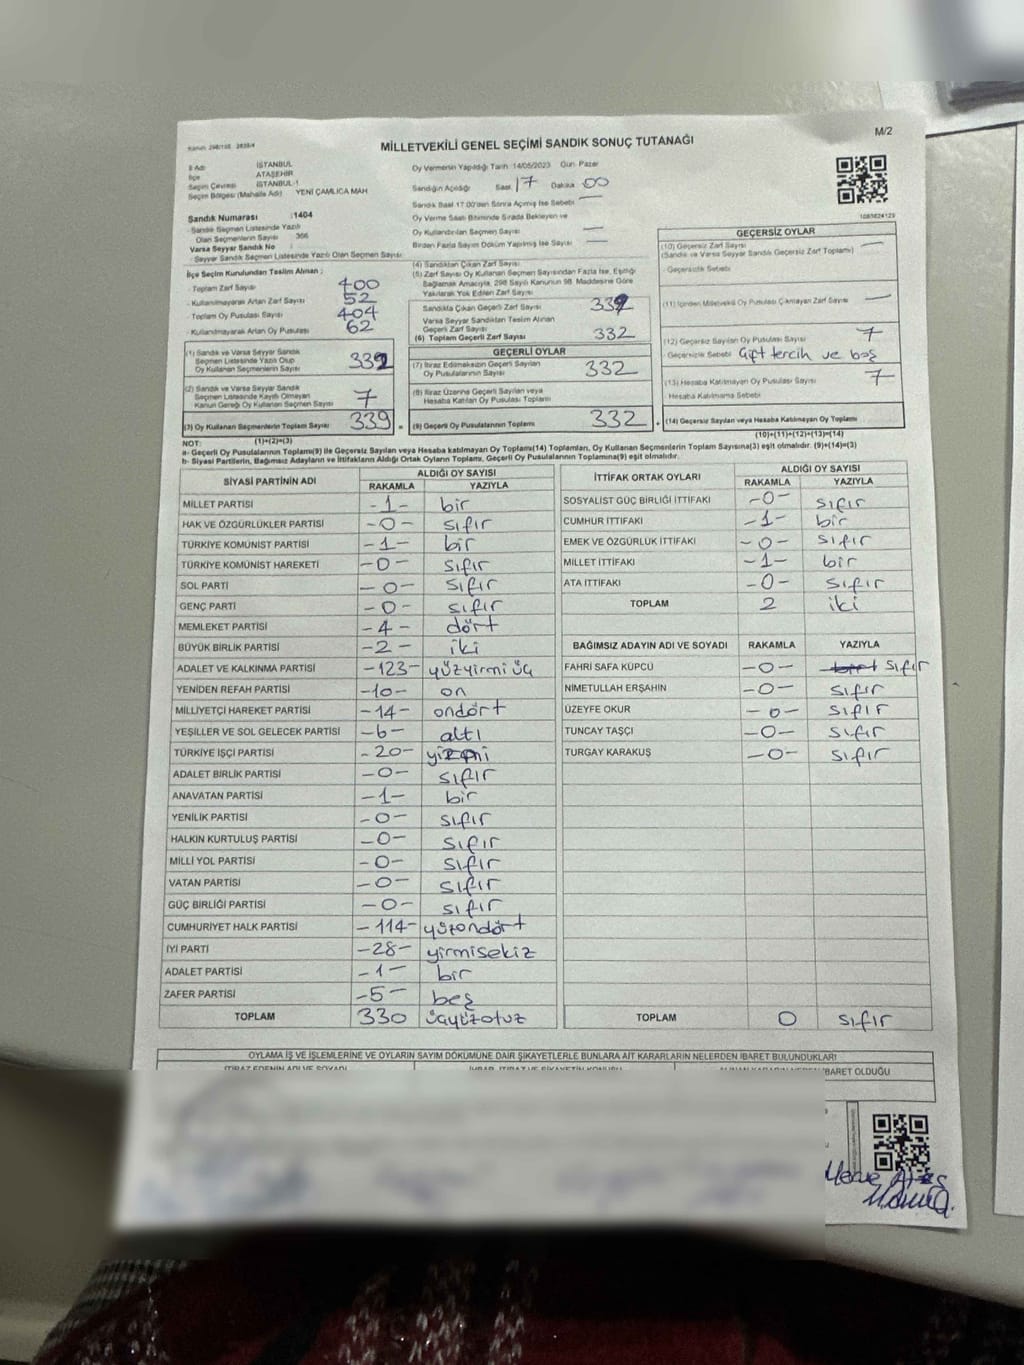 M/2
MİLLETVEKİLİ GENEL SEÇİMİ SANDIK SONUÇ TUTANAĞI
İl Adı İSTANBUL
İlçe ATAŞEHİR
Seçim Çevresi İSTANBUL-1
Seçim Bölgesi (Mahalle Adı) YENİ ÇAMLICA MAH
Sandık Numarası :1404
Sandık Seçmen Listesinde Yazılı
Olan Seçmenlerin Sayısı : 366
Varsa Seyyar Sandık No :
Seyyar Sandık Seçmen Listesinde Yazılı Olan Seçmen Sayısı:
İlçe Seçim Kurulundan Teslim Alınan ;
- Toplam Zarf Sayısı 400
- Kullanılmayarak Artan Zarf Sayısı 52
- Toplam Oy Pusulası Sayısı 404
- Kullanılmayarak Artan Oy Pusulası 62
(1) Sandık ve Varsa Seyyar Sandık
Seçmen Listesinde Yazılı Olup
Oy Kullanan Seçmenlerin Sayısı 332
(2) Sandık ve Varsa Seyyar Sandık
Seçmen Listesinde Kayıtlı Olmayan
Kanun Gereği Oy Kullanan Seçmen Sayısı 7
(3) Oy Kullanan Seçmenlerin Toplam Sayısı 339
Oy Vermenin Yapıldığı Tarih :14/05/2023 Gün: Pazar
Sandığın Açıldığı Saat 17 Dakika 00
Sandık Saat 17:00'den Sonra Açılmış İse Sebebi
Oy Verme Saati Bitiminde Sırada Bekleyen ve
Oy Kullandırılan Seçmen Sayısı
Birden Fazla Sayım Döküm Yapılmış İse Sayısı
(4) Sandıktan Çıkan Zarf Sayısı
(5) Zarf Sayısı Oy Kullanan Seçmen Sayısından Fazla İse, Eşitliği
Bağlamak Amacıyla, 298 Sayılı Kanunun 98. Maddesine Göre
Yakılarak Yok Edilen Zarf Sayısı
Sandıkta Çıkan Geçerli Zarf Sayısı
Varsa Seyyar Sandıktan Teslim Alınan
Geçerli Zarf Sayısı
(6) Toplam Geçerli Zarf Sayısı 332
GEÇERLİ OYLAR
(7) İtiraz Edilmeksizin Geçerli Sayılan
Oy Pusulalarının Sayısı 332
(8) İtiraz Üzerine Geçerli Sayılan veya
Hesaba Katılan Oy Pusulası Toplamı
(9) Geçerli Oy Pusulalarının Toplamı 332
1083624129
GEÇERSİZ OYLAR
(10) Geçersiz Zarf Sayısı
(Sandık ve Varsa Seyyar Sandık Geçersiz Zarf Toplamı)
Geçersizlik Sebebi
(11) İçinden Milletvekili Oy Pusulası Çıkmayan Zarf Sayısı
(12) Geçersiz Sayılan Oy Pusulası Sayısı 7
Geçersizlik Sebebi Çift tercih ve boş
(13) Hesaba Katılmayan Oy Pusulası Sayısı 7
Hesaba Katılmama Sebebi
(14) Geçersiz Sayılan veya Hesaba Katılmayan Oy Toplamı
(10)+(11)+(12)+(13)=(14)
NOT: (1)+(2)=(3)
a- Geçerli Oy Pusulalarının Toplamı(9) ile Geçersiz Sayılan veya Hesaba katılmayan Oy Toplamı(14) Toplamları, Oy Kullanan Seçmenlerin Toplam Sayısına(3) eşit olmalıdır. (9)+(14)=(3)
b- Siyasi Partilerin, Bağımsız Adayların ve İttifakların Aldığı Ortak Oyların Toplamı, Geçerli Oy Pusulalarının Toplamına(9) eşit olmalıdır.
SİYASİ PARTİNİN ADI ALDIĞI OY SAYISI
RAKAMLA YAZIYLA
MİLLET PARTİSİ -1- bir
HAK VE ÖZGÜRLÜKLER PARTİSİ -0- sıfır
TÜRKİYE KOMÜNİST PARTİSİ -1- bir
TÜRKİYE KOMÜNİST HAREKETİ -0- sıfır
SOL PARTİ -0- sıfır
GENÇ PARTİ -0- sıfır
MEMLEKET PARTİSİ -4- dört
BÜYÜK BİRLİK PARTİSİ -2- iki
ADALET VE KALKINMA PARTİSİ -123- yüzyirmi üç
YENİDEN REFAH PARTİSİ -10- on
MİLLİYETÇİ HAREKET PARTİSİ -14- ondört
YEŞİLLER VE SOL GELECEK PARTİSİ -6- altı
TÜRKİYE İŞÇİ PARTİSİ -20- yirmi
ADALET BİRLİK PARTİSİ -0- sıfır
ANAVATAN PARTİSİ -1- bir
YENİLİK PARTİSİ -0- sıfır
HALKIN KURTULUŞ PARTİSİ -0- sıfır
MİLLİ YOL PARTİSİ -0- sıfır
VATAN PARTİSİ -0- sıfır
GÜÇ BİRLİĞİ PARTİSİ -0- sıfır
CUMHURİYET HALK PARTİSİ -114- yüzondört
İYİ PARTİ -28- yirmisekiz
ADALET PARTİSİ -1- bir
ZAFER PARTİSİ -5- beş
TOPLAM 330 üçyüzotuz
İTTİFAK ORTAK OYLARI ALDIĞI OY SAYISI
RAKAMLA YAZIYLA
SOSYALİST GÜÇ BİRLİĞİ İTTİFAKI -0- sıfır
CUMHUR İTTİFAKI -1- bir
EMEK VE ÖZGÜRLÜK İTTİFAKI -0- sıfır
MİLLET İTTİFAKI -1- bir
ATA İTTİFAKI -0- sıfır
TOPLAM 2 iki
BAĞIMSIZ ADAYIN ADI VE SOYADI RAKAMLA YAZIYLA
FAHRİ SAFA KÜPCÜ -0- sıfır
NİMETULLAH ERŞAHİN -0- sıfır
ÜZEYFE OKUR -0- sıfır
TUNCAY TAŞÇI -0- sıfır
TURGAY KARAKUŞ -0- sıfır
TOPLAM 0 sıfır
OYLAMA İŞ VE İŞLEMLERİNE VE OYLARIN SAYIM DÖKÜMÜNE DAİR ŞİKAYETLERLE BUNLARA AİT KARARLARIN NELERDEN İBARET BULUNDUKLARI
İBARET OLDUĞU